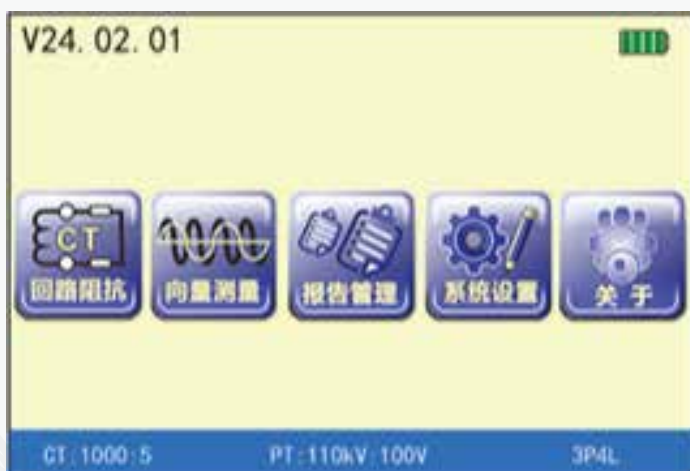 V24. 02. 01
CT
回路阻抗
向量测量
报告管理
系统设置
关于
CT:1000:5
PT:110kV 100V
3P4L